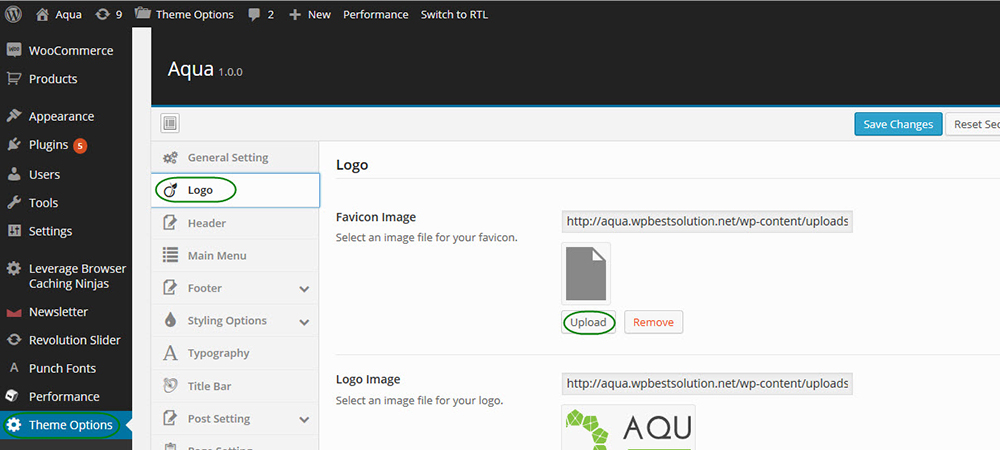 Aqua 9 Theme Options 2 New Performance Switch to RTL
WooCommerce
Products
Appearance
Plugins 5
Users
Tools
Settings
Leverage Browser
Caching Ninjas
Newsletter
Revolution Slider
Punch Fonts
Performance
Theme Options
Aqua 1.0.0
Save Changes Reset Sec
General Setting
Logo
Header
Main Menu
Footer
Styling Options
Typography
Title Bar
Post Setting
Page Setting
Logo
Favicon Image
Select an image file for your favicon.
http://aqua.wpbestsolution.net/wp-content/uploads
Upload Remove
Logo Image
Select an image file for your logo.
http://aqua.wpbestsolution.net/wp-content/uploads
AQU